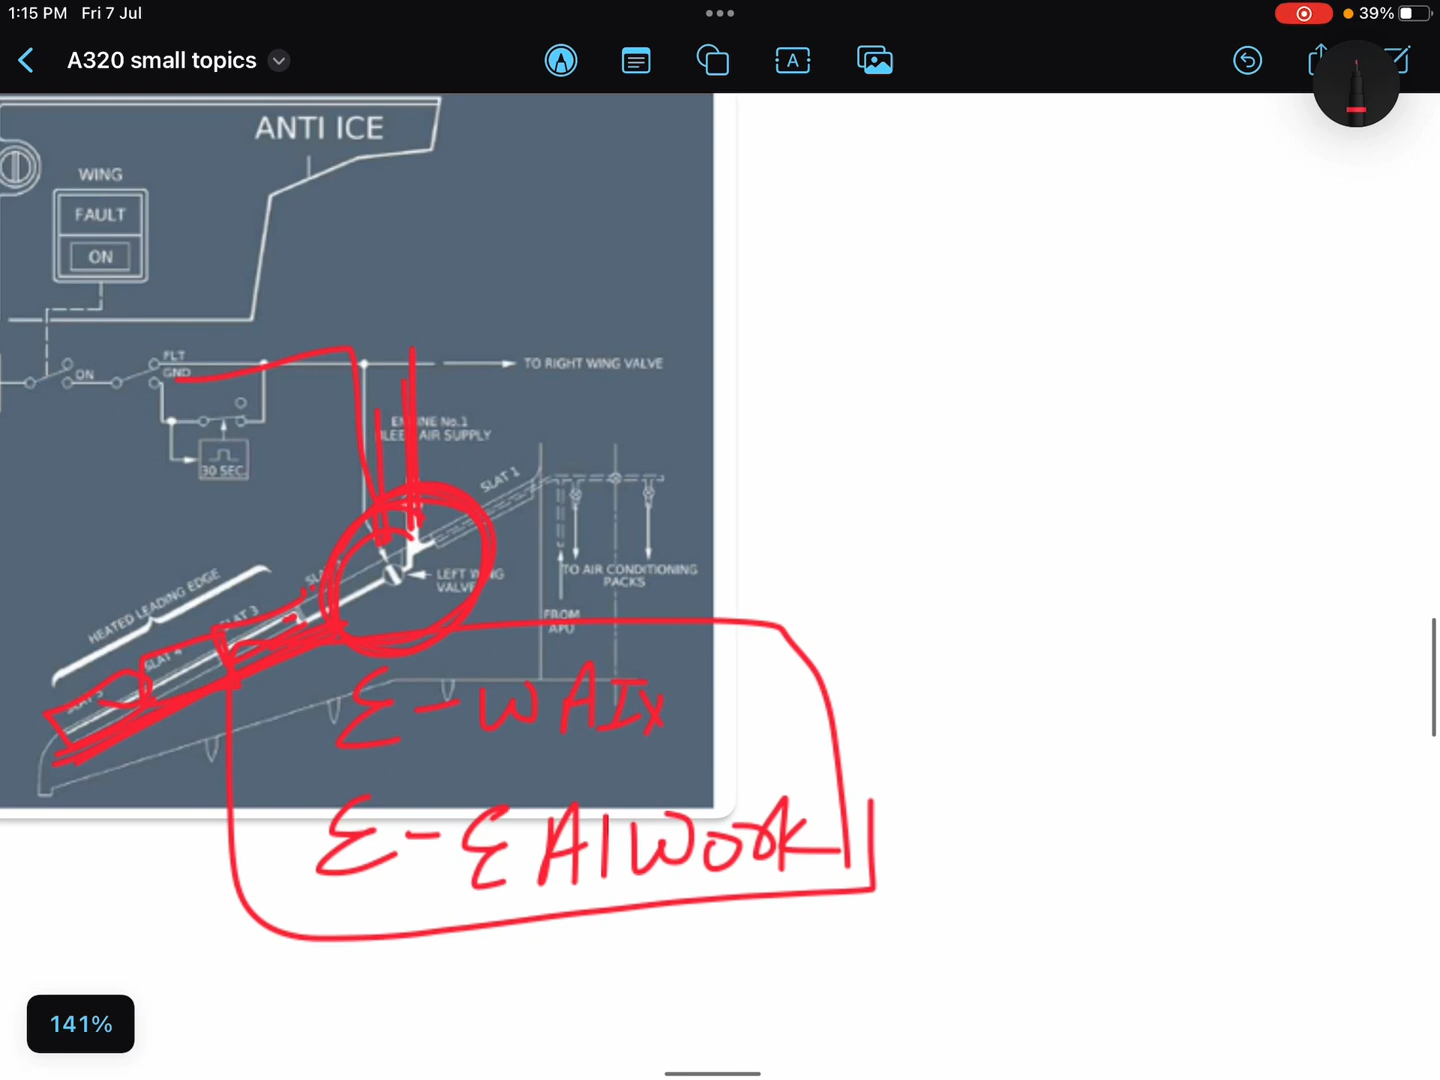 1:15 PM Fri 7 Jul
39%
A320 small topics
A
ANTI ICE
WING
FAULT
ON
FLT
GND
ON
TO RIGHT WING VALVE
ENGINE No.1
BLEED AIR SUPPLY
30 SEC.
SLAT 1
HEATED LEADING EDGE
LEFT WING
VALVE
TO AIR CONDITIONING
PACKS
SLAT 3
FROM
APU
SLAT 4
SLAT 5
E-WAIX
E-EAIWORK
141%